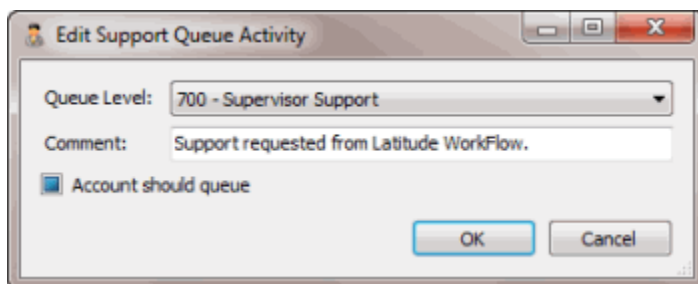 Edit Support Queue Activity
Queue Level: 700 - Supervisor Support
Comment: Support requested from Latitude WorkFlow.
Account should queue
OK Cancel